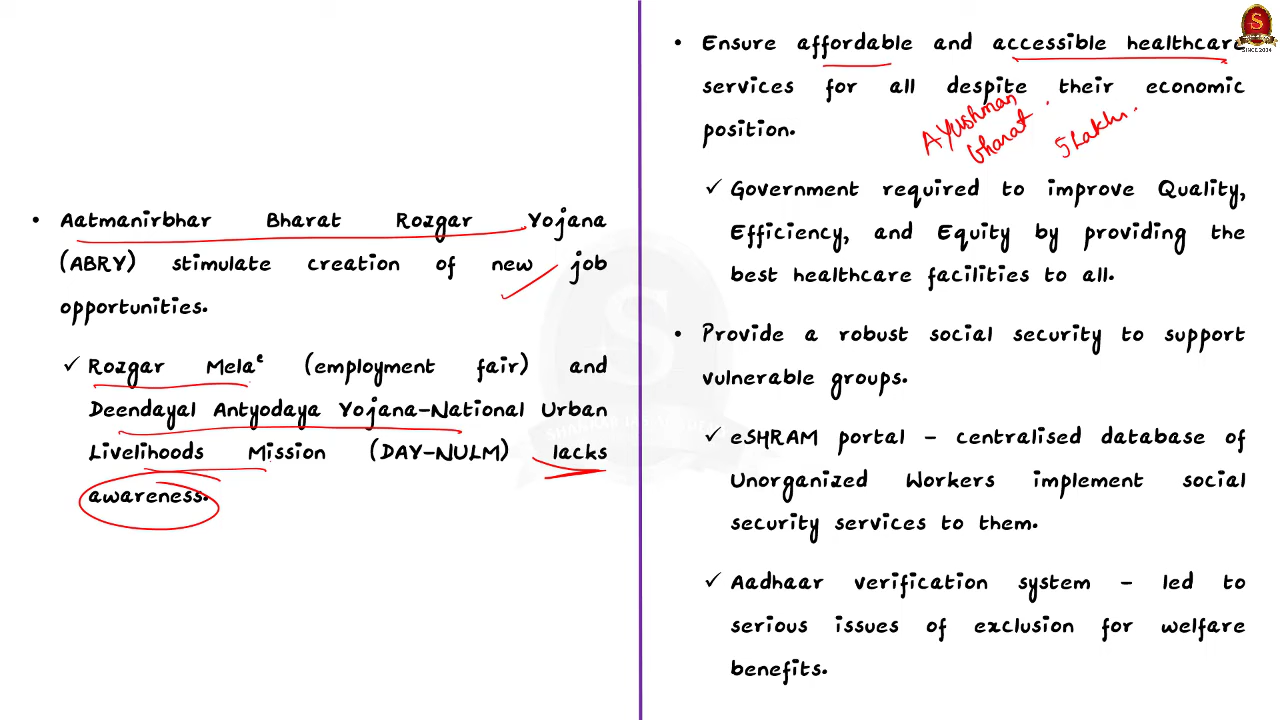 • Aatmanirbhar Bharat Rozgar Yojana
(ABRY) stimulate creation of new job
opportunities.
✓ Rozgar Mela (employment fair) and
Deendayal Antyodaya Yojana-National Urban
Livelihoods Mission (DAY-NULM) lacks
awareness.
• Ensure affordable and accessible healthcare
services for all despite their economic
position.
Ayushman
bharat
5 Lakhs
✓ Government required to improve Quality,
Efficiency, and Equity by providing the
best healthcare facilities to all.
• Provide a robust social security to support
vulnerable groups.
✓ eSHRAM portal – centralised database of
Unorganized Workers implement social
security services to them.
✓ Aadhaar verification system – led to
serious issues of exclusion for welfare
benefits.
S
SINCE 2004